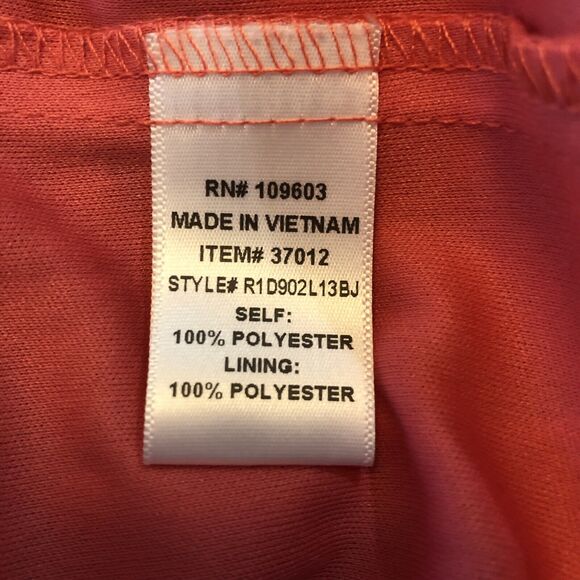 RN# 109603
MADE IN VIETNAM
ITEM# 37012
STYLE# R1D902L13BJ
SELF:
100% POLYESTER
LINING:
100% POLYESTER